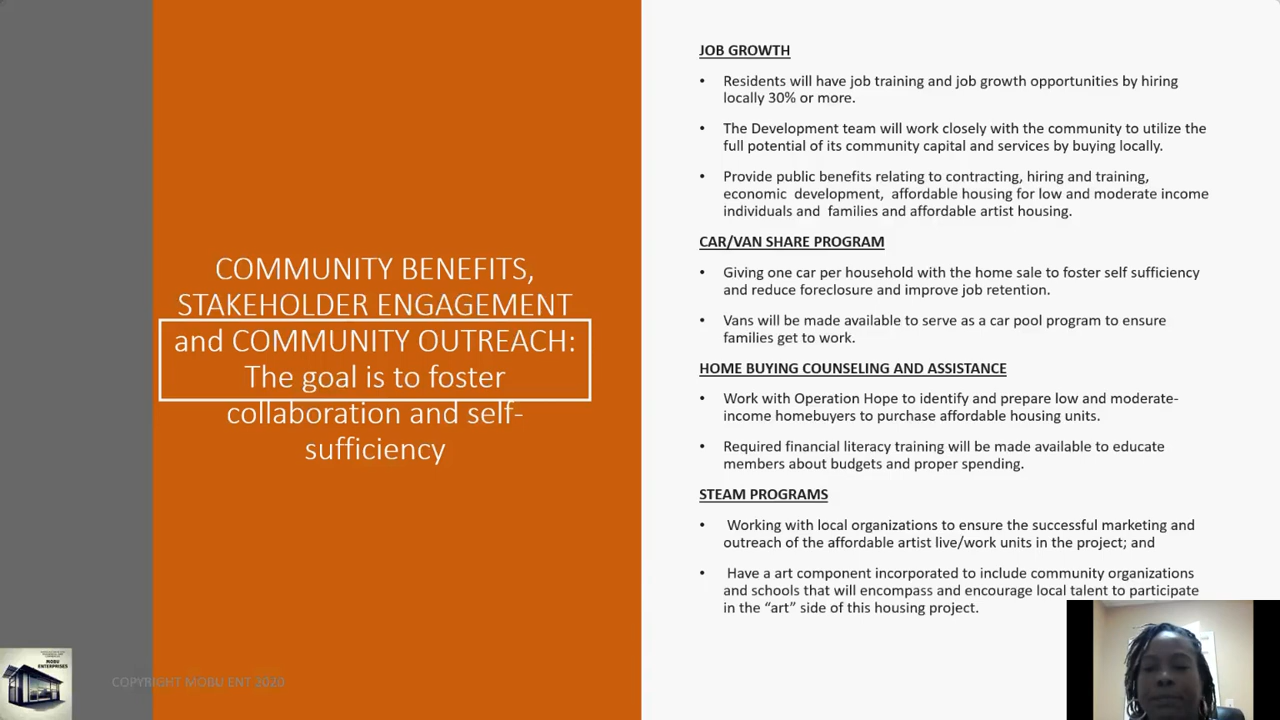 COMMUNITY BENEFITS,
STAKEHOLDER ENGAGEMENT
and COMMUNITY OUTREACH:
The goal is to foster
collaboration and self-
sufficiency
JOB GROWTH
• Residents will have job training and job growth opportunities by hiring
locally 30% or more.
• The Development team will work closely with the community to utilize the
full potential of its community capital and services by buying locally.
• Provide public benefits relating to contracting, hiring and training,
economic development, affordable housing for low and moderate income
individuals and families and affordable artist housing.
CAR/VAN SHARE PROGRAM
• Giving one car per household with the home sale to foster self sufficiency
and reduce foreclosure and improve job retention.
• Vans will be made available to serve as a car pool program to ensure
families get to work.
HOME BUYING COUNSELING AND ASSISTANCE
• Work with Operation Hope to identify and prepare low and moderate-
income homebuyers to purchase affordable housing units.
• Required financial literacy training will be made available to educate
members about budgets and proper spending.
STEAM PROGRAMS
• Working with local organizations to ensure the successful marketing and
outreach of the affordable artist live/work units in the project; and
• Have a art component incorporated to include community organizations
and schools that will encompass and encourage local talent to participate
in the “art” side of this housing project.
MOBU
ENTERPRISES
COPYRIGHT MOBU ENT 2020